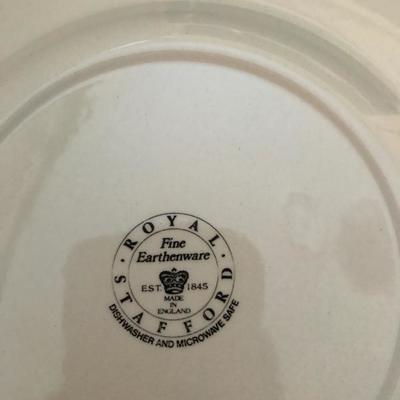 · ROYAL ·
STAFFORD
Fine
Earthenware
EST. 1845
MADE
IN
ENGLAND
DISHWASHER AND MICROWAVE SAFE